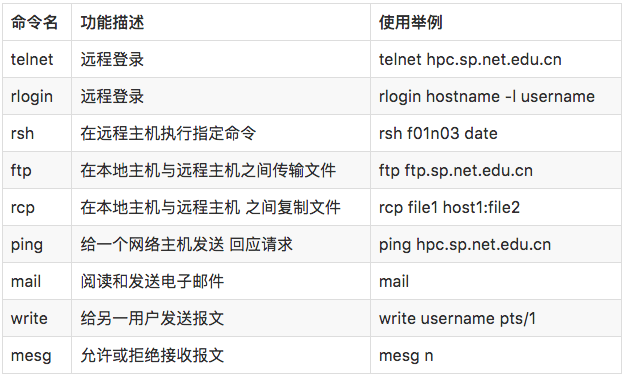 命令名 功能描述 使用举例
telnet 远程登录 telnet hpc.sp.net.edu.cn
rlogin 远程登录 rlogin hostname -l username
rsh 在远程主机执行指定命令 rsh f01n03 date
ftp 在本地主机与远程主机之间传输文件 ftp ftp.sp.net.edu.cn
rcp 在本地主机与远程主机 之间复制文件 rcp file1 host1:file2
ping 给一个网络主机发送 回应请求 ping hpc.sp.net.edu.cn
mail 阅读和发送电子邮件 mail
write 给另一用户发送报文 write username pts/1
mesg 允许或拒绝接收报文 mesg n